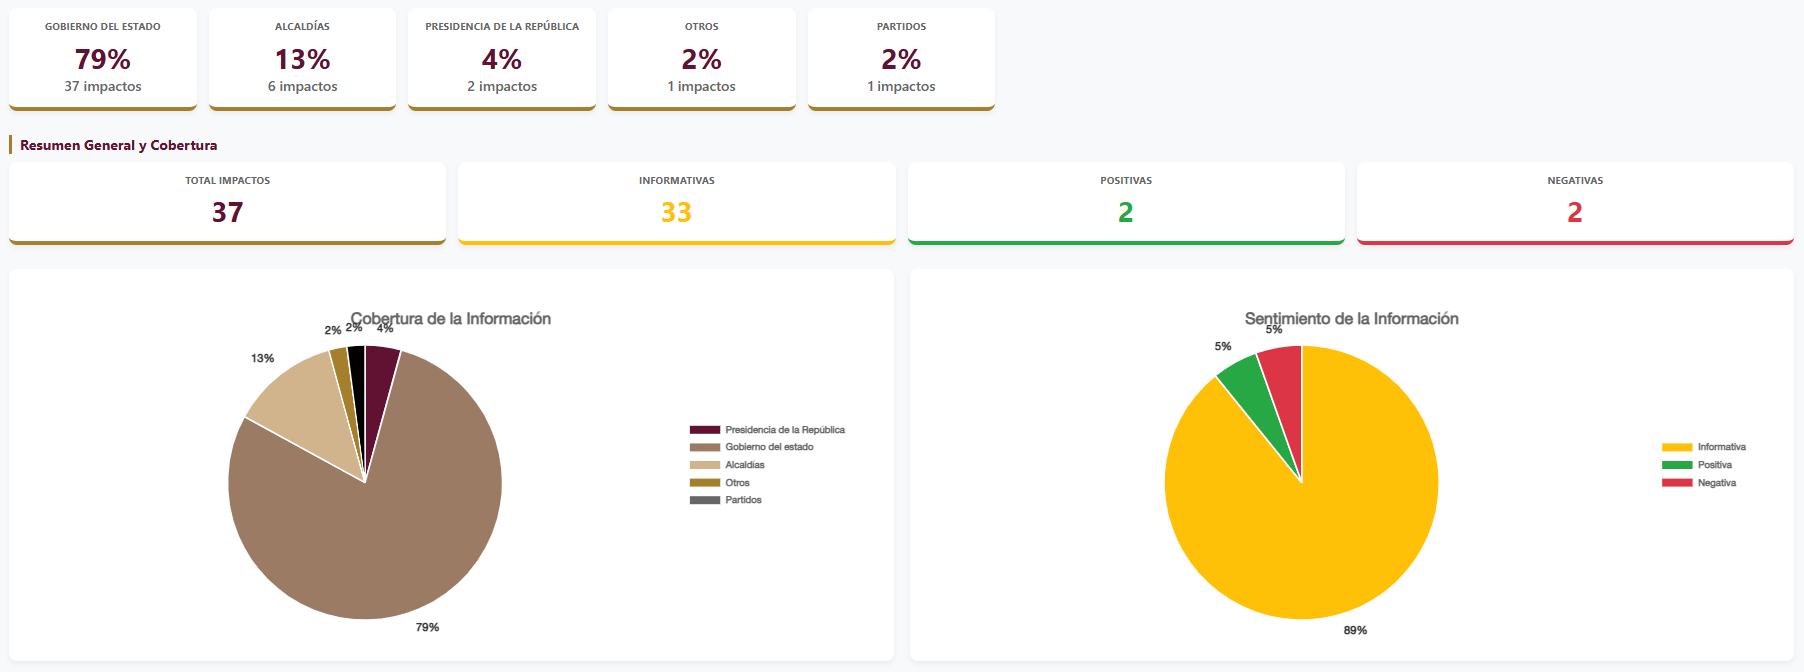 GOBIERNO DEL ESTADO
79%
37 impactos
ALCALDÍAS
13%
6 impactos
PRESIDENCIA DE LA REPÚBLICA
4%
2 impactos
OTROS
2%
1 impactos
PARTIDOS
2%
1 impactos
Resumen General y Cobertura
TOTAL IMPACTOS
37
INFORMATIVAS
33
POSITIVAS
2
NEGATIVAS
2
Cobertura de la Información
2%
2%
4%
13%
79%
Presidencia de la República
Gobierno del estado
Alcaldías
Otros
Partidos
Sentimiento de la Información
5%
5%
89%
Informativa
Positiva
Negativa